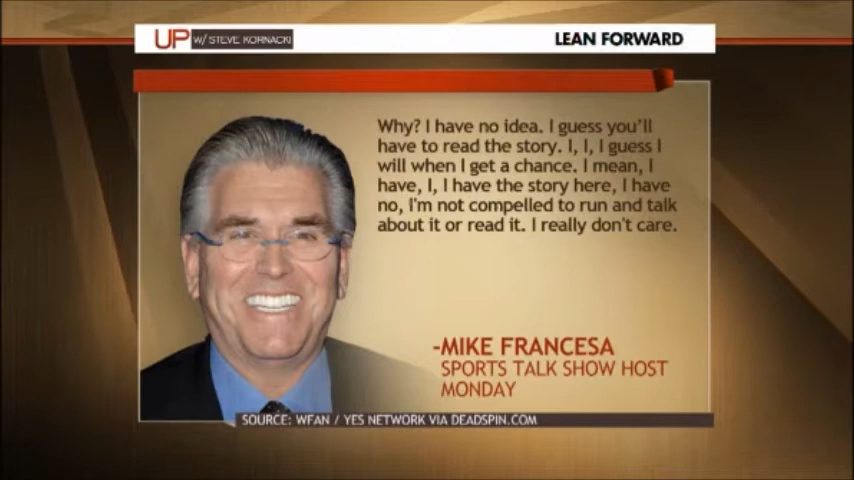 UP W/ STEVE KORNACKI
LEAN FORWARD
Why? I have no idea. I guess you'll
have to read the story. I, I, I guess I
will when I get a chance. I mean, I
have, I, I have the story here, I have
no, i'm not compelled to run and talk
about it or read it. I really don't care.
-MIKE FRANCESA
SPORTS TALK SHOW HOST
MONDAY
SOURCE: WFAN / YES NETWORK VIA DEADSPIN.COM